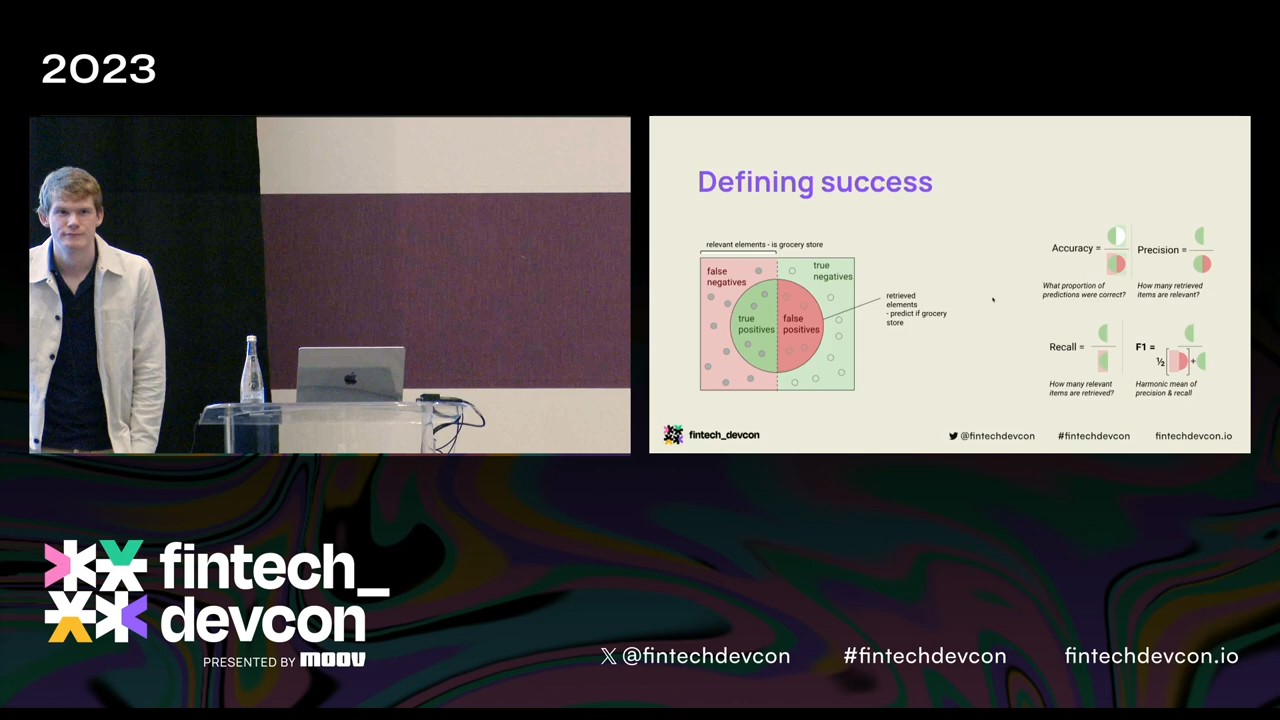 2023
Defining success
relevant elements - is grocery store
false
negatives
true
negatives
true
positives
false
positives
retrieved
elements
- predict if grocery
store
Accuracy =
What proportion of
predictions were correct?
Precision =
How many retrieved
items are relevant?
Recall =
How many relevant
items are retrieved?
F1 =
½
+
Harmonic mean of
precision & recall
fintech_devcon
@fintechdevcon
#fintechdevcon
fintechdevcon.io
fintech_
devcon
PRESENTED BY moov
𝕏 @fintechdevcon
#fintechdevcon
fintechdevcon.io